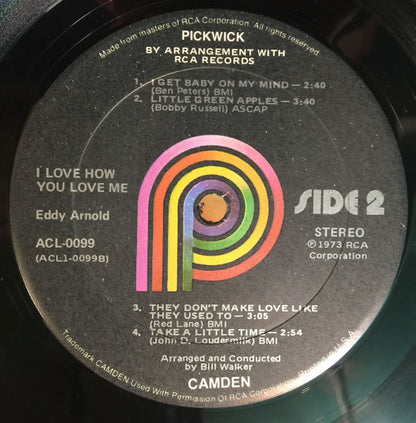 Made from masters of RCA Corporation. All rights reserved.
PICKWICK
BY ARRANGEMENT WITH
RCA RECORDS
1. I GET BABY ON MY MIND — 2:40
(Ben Peters) BMI
2. LITTLE GREEN APPLES — 3:40
(Bobby Russell) ASCAP
I LOVE HOW
YOU LOVE ME
Eddy Arnold
ACL-0099
(ACL1-0099B)
SIDE 2
STEREO
Ⓟ1973 RCA
Corporation
3. THEY DON'T MAKE LOVE LIKE
THEY USED TO — 3:05
(Red Lane) BMI
4. TAKE A LITTLE TIME — 2:54
(John D. Loudermilk) BMI
Arranged and Conducted
by Bill Walker
CAMDEN
Trademark CAMDEN Used With Permission Of RCA Corporation. U.S.A.